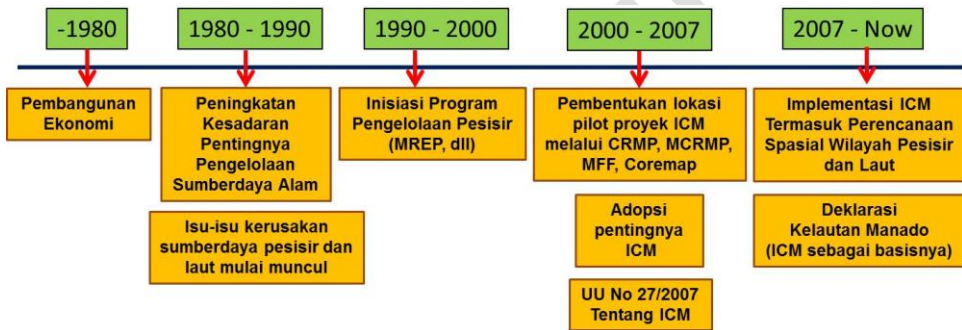 -1980
1980 - 1990
1990 - 2000
2000 - 2007
2007 - Now
Pembangunan
Ekonomi
Peningkatan
Kesadaran
Pentingnya
Pengelolaan
Sumberdaya Alam
Isu-isu kerusakan
sumberdaya pesisir dan
laut mulai muncul
Inisiasi Program
Pengelolaan Pesisir
(MREP, dll)
Pembentukan lokasi
pilot proyek ICM
melalui CRMP, MCRMP,
MFF, Coremap
Adopsi
pentingnya
ICM
UU No 27/2007
Tentang ICM
Implementasi ICM
Termasuk Perencanaan
Spasial Wilayah Pesisir
dan Laut
Deklarasi
Kelautan Manado
(ICM sebagai basisnya)